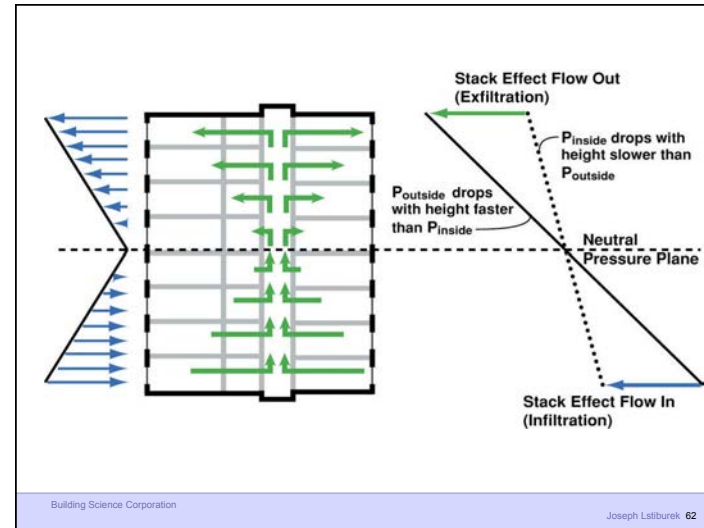 Stack Effect Flow Out
(Exfiltration)
Pinside drops with
height slower than
Poutside
Poutside drops
with height faster
than Pinside
Neutral
Pressure Plane
Stack Effect Flow In
(Infiltration)
Building Science Corporation
Joseph Lstiburek 62